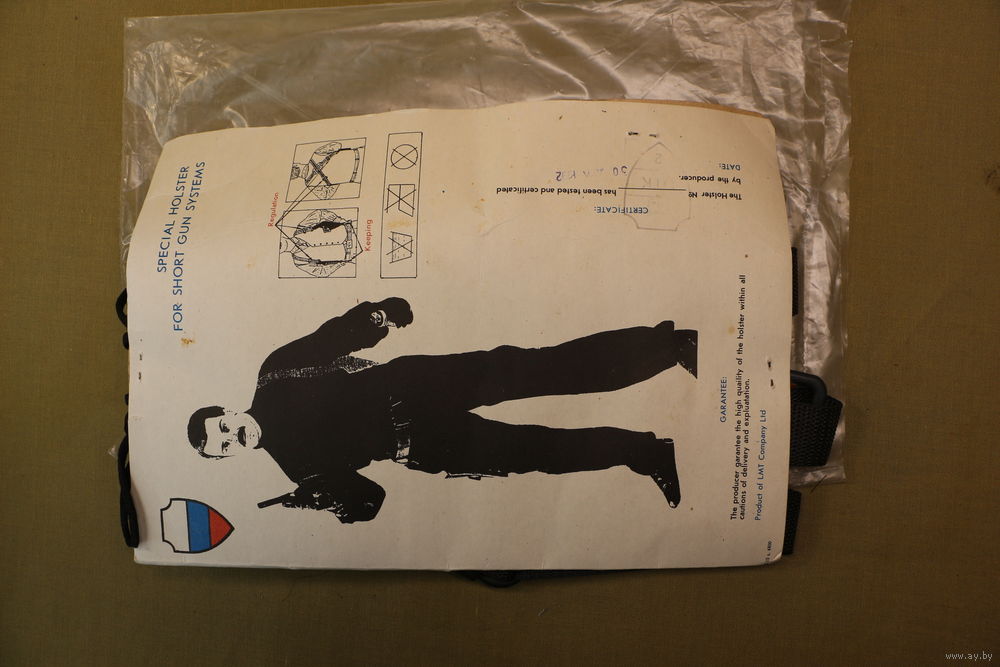 SPECIAL HOLSTER
FOR SHORT GUN SYSTEMS
Regulation
Keeping
CERTIFICATE:
The Holster № has been tested and certificated
by the producer.
DATE:
GARANTEE:
The producer garantee the high quility of the holster within all
cautions of delivery and expluatation.
Product of LMT Company Ltd
www.ay.by